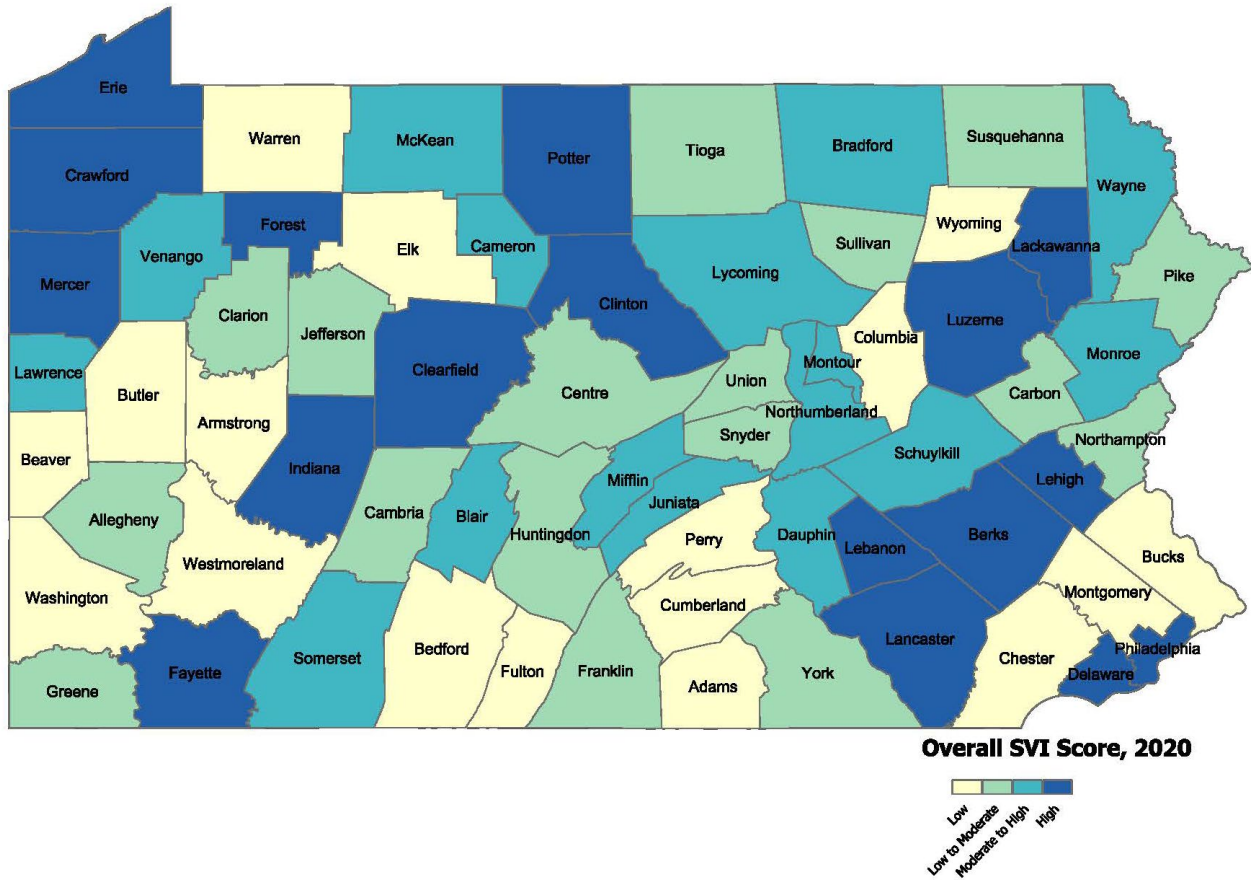 Erie
Warren
McKean
Potter
Tioga
Bradford
Susquehanna
Wayne
Crawford
Forest
Venango
Elk
Cameron
Wyoming
Lackawanna
Sullivan
Lycoming
Pike
Mercer
Clarion
Jefferson
Clinton
Luzerne
Columbia
Montour
Monroe
Lawrence
Butler
Clearfield
Centre
Union
Carbon
Armstrong
Northumberland
Snyder
Northampton
Beaver
Indiana
Schuylkill
Lehigh
Mifflin
Juniata
Allegheny
Cambria
Blair
Huntingdon
Dauphin
Perry
Lebanon
Berks
Bucks
Westmoreland
Montgomery
Washington
Cumberland
Lancaster
Bedford
Philadelphia
Somerset
Chester
Fayette
Fulton
Franklin
York
Delaware
Greene
Adams
Overall SVI Score, 2020
Low
Low to Moderate
Moderate to High
High